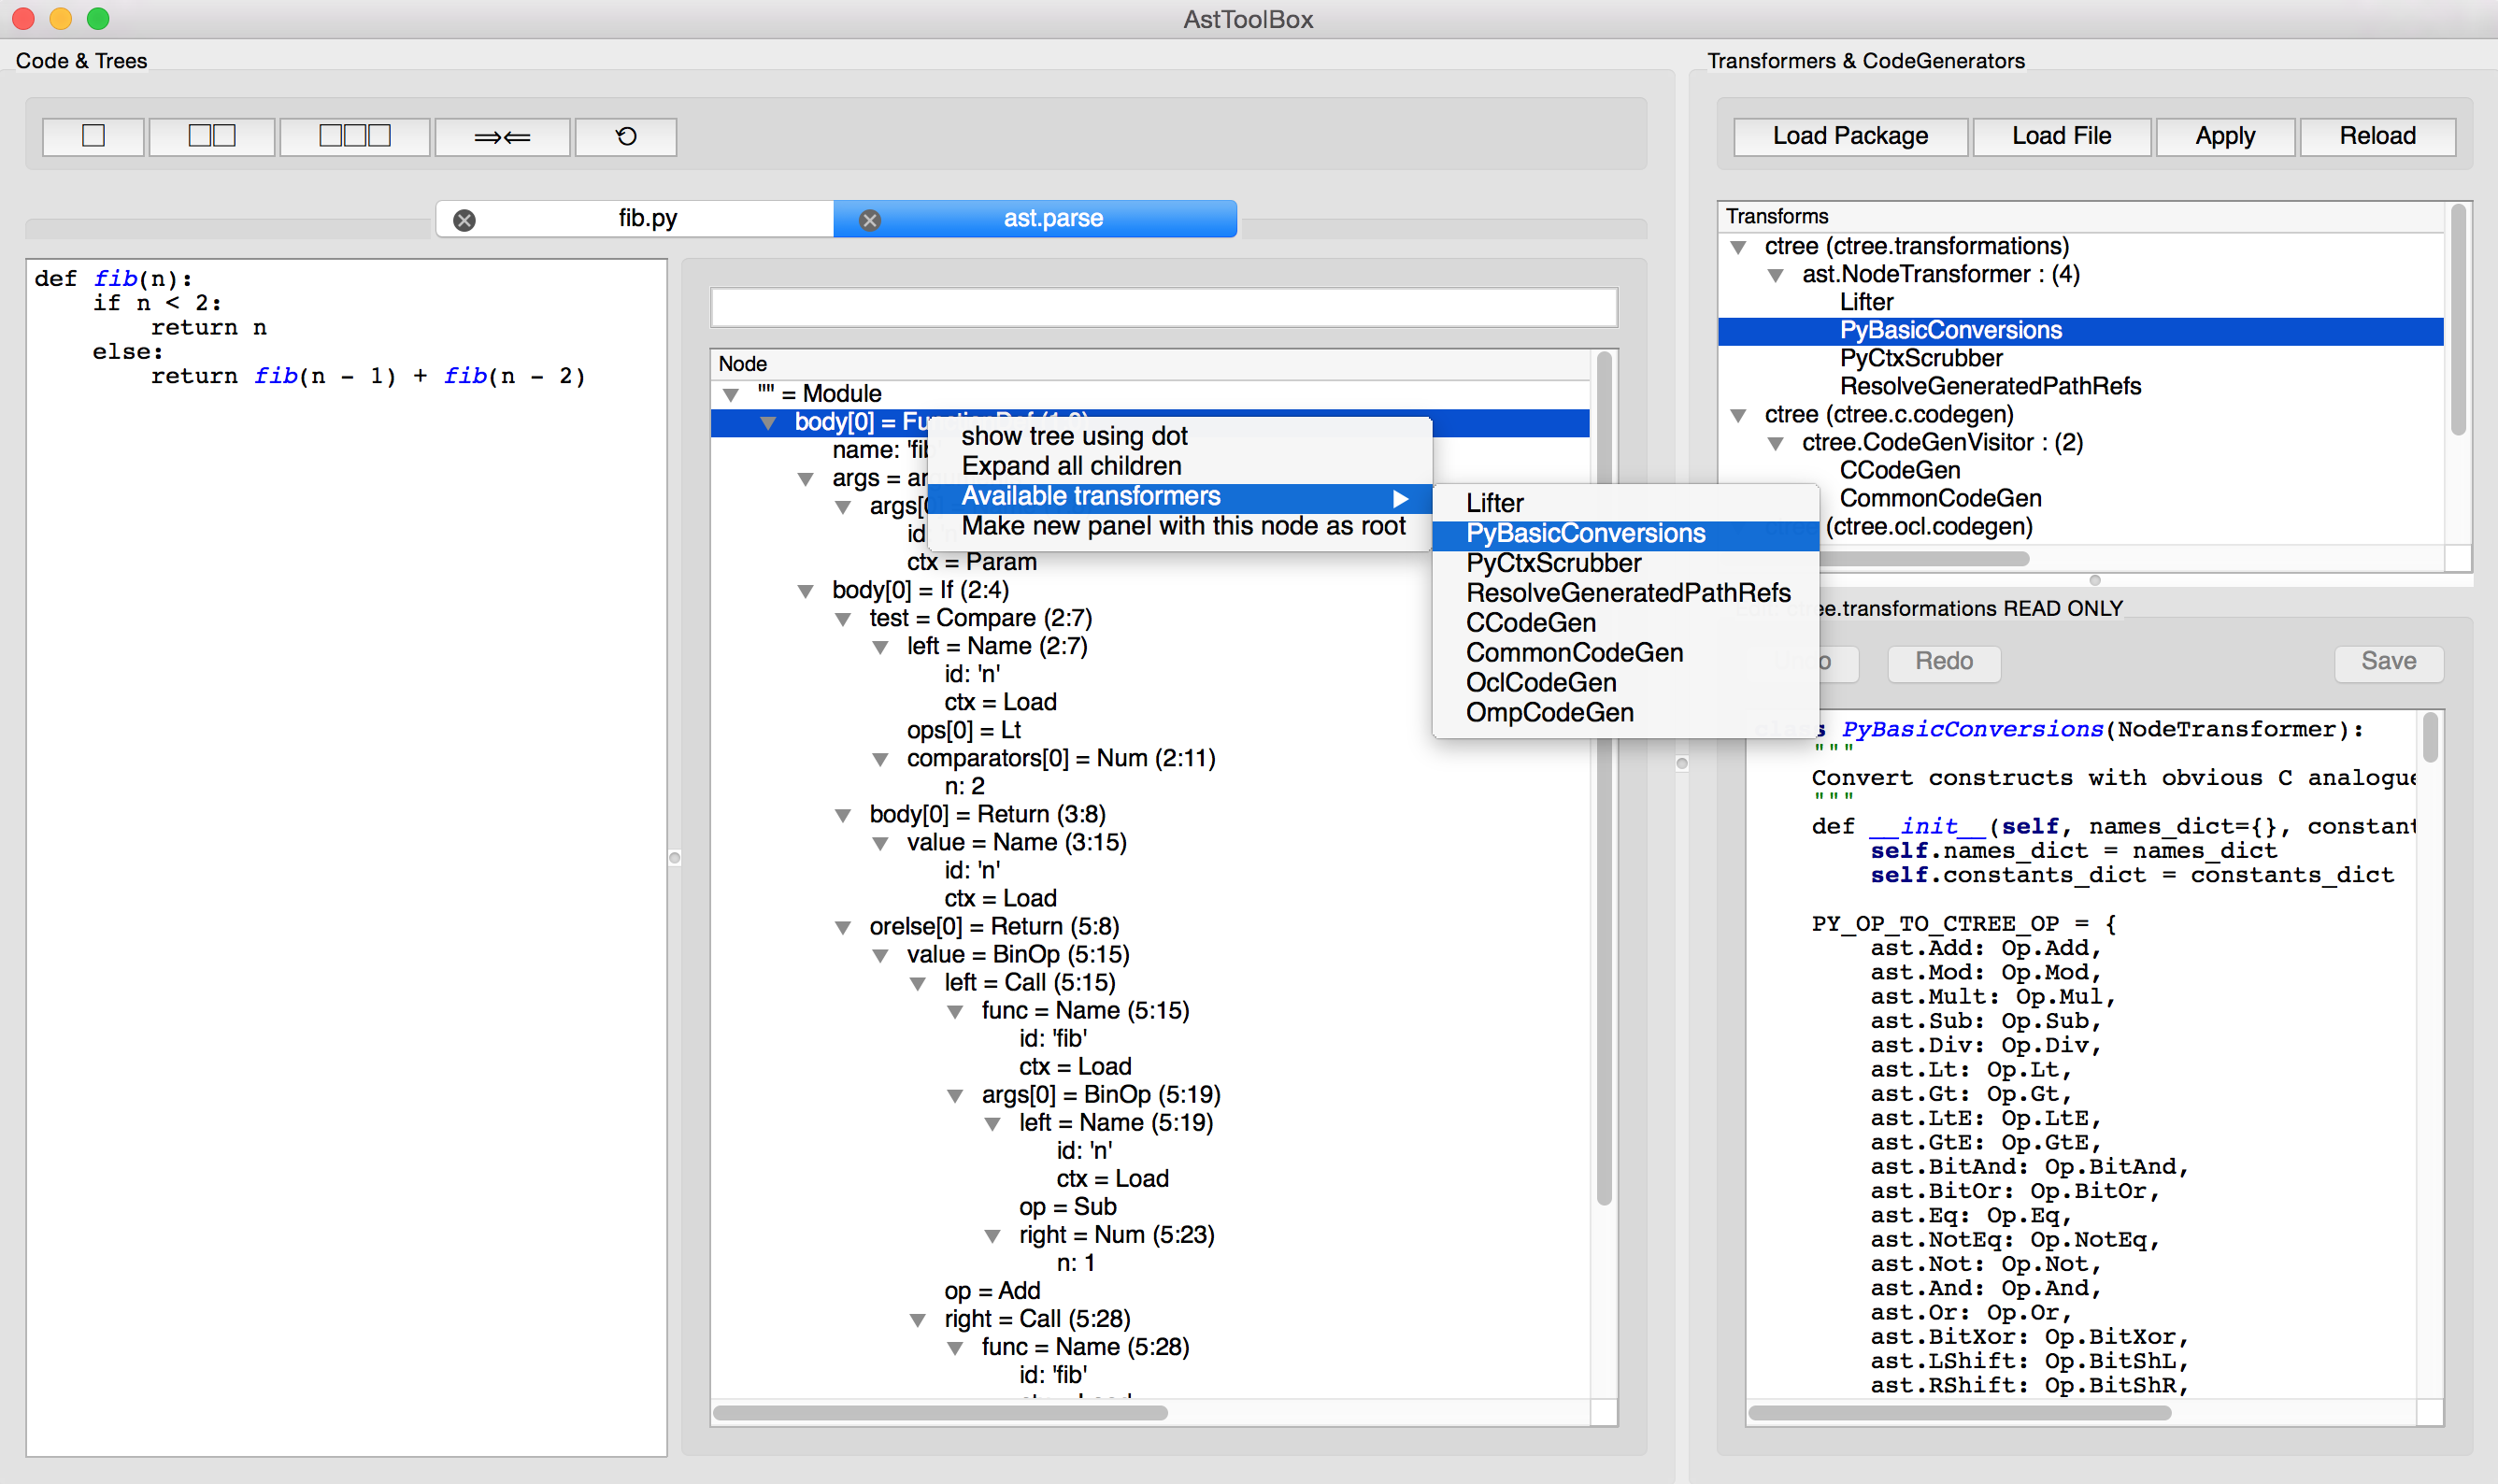 AstToolBox
Code & Trees
fib.py
ast.parse
def fib(n):
if n < 2:
return n
else:
return fib(n - 1) + fib(n - 2)
Node
"" = Module
body[0] =
name:
args =
id
ctx = Param
body[0] = If (2:4)
test = Compare (2:7)
left = Name (2:7)
id: 'n'
ctx = Load
ops[0] = Lt
comparators[0] = Num (2:11)
n: 2
body[0] = Return (3:8)
value = Name (3:15)
id: 'n'
ctx = Load
orelse[0] = Return (5:8)
value = BinOp (5:15)
left = Call (5:15)
func = Name (5:15)
id: 'fib'
ctx = Load
args[0] = BinOp (5:19)
left = Name (5:19)
id: 'n'
ctx = Load
op = Sub
right = Num (5:23)
n: 1
op = Add
right = Call (5:28)
func = Name (5:28)
id: 'fib'
show tree using dot
Expand all children
Available transformers
Make new panel with this node as root
Lifter
PyBasicConversions
PyCtxScrubber
ResolveGeneratedPathRefs
CCodeGen
CommonCodeGen
OclCodeGen
OmpCodeGen
Transformers & CodeGenerators
Load Package
Load File
Apply
Reload
Transforms
ctree (ctree.transformations)
ast.NodeTransformer : (4)
Lifter
PyBasicConversions
PyCtxScrubber
ResolveGeneratedPathRefs
ctree (ctree.c.codegen)
ctree.CodeGenVisitor : (2)
CCodeGen
CommonCodeGen
(ctree.ocl.codegen)
ctree.transformations READ ONLY
Redo
Save
class PyBasicConversions(NodeTransformer):
"""
Convert constructs with obvious C analogue
"""
def __init__(self, names_dict={}, constant
self.names_dict = names_dict
self.constants_dict = constants_dict
PY_OP_TO_CTREE_OP = {
ast.Add: Op.Add,
ast.Mod: Op.Mod,
ast.Mult: Op.Mul,
ast.Sub: Op.Sub,
ast.Div: Op.Div,
ast.Lt: Op.Lt,
ast.Gt: Op.Gt,
ast.LtE: Op.LtE,
ast.GtE: Op.GtE,
ast.BitAnd: Op.BitAnd,
ast.BitOr: Op.BitOr,
ast.Eq: Op.Eq,
ast.NotEq: Op.NotEq,
ast.Not: Op.Not,
ast.And: Op.And,
ast.Or: Op.Or,
ast.BitXor: Op.BitXor,
ast.LShift: Op.BitShL,
ast.RShift: Op.BitShR,